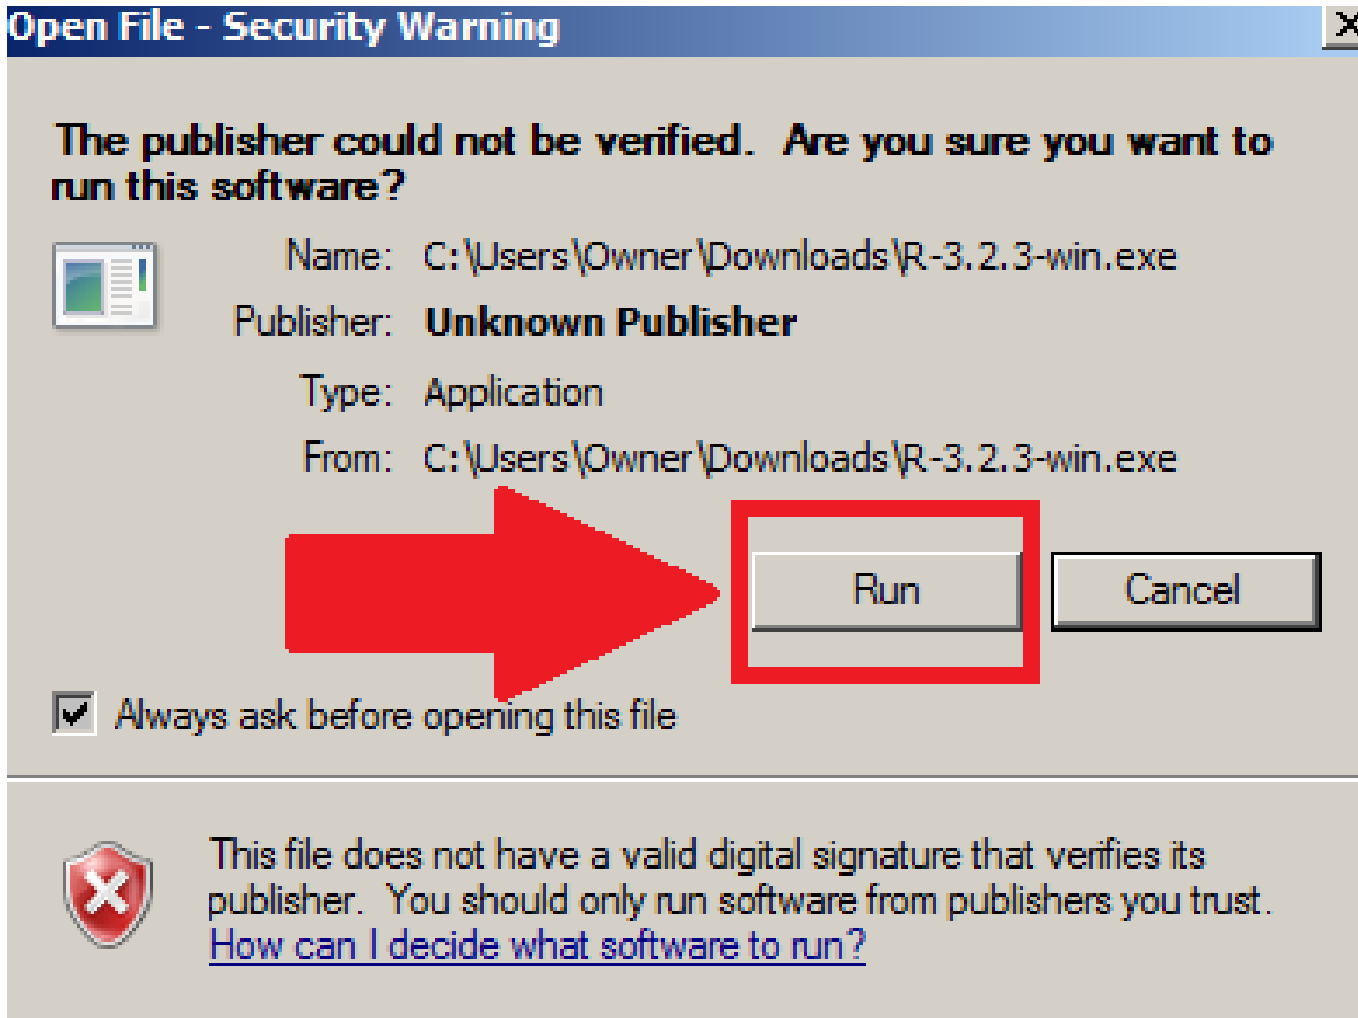 Open File - Security Warning
The publisher could not be verified. Are you sure you want to
run this software?
Name: C:\Users\Owner\Downloads\R-3.2.3-win.exe
Publisher: Unknown Publisher
Type: Application
From: C:\Users\Owner\Downloads\R-3.2.3-win.exe
Run Cancel
Always ask before opening this file
This file does not have a valid digital signature that verifies its
publisher. You should only run software from publishers you trust.
How can I decide what software to run?